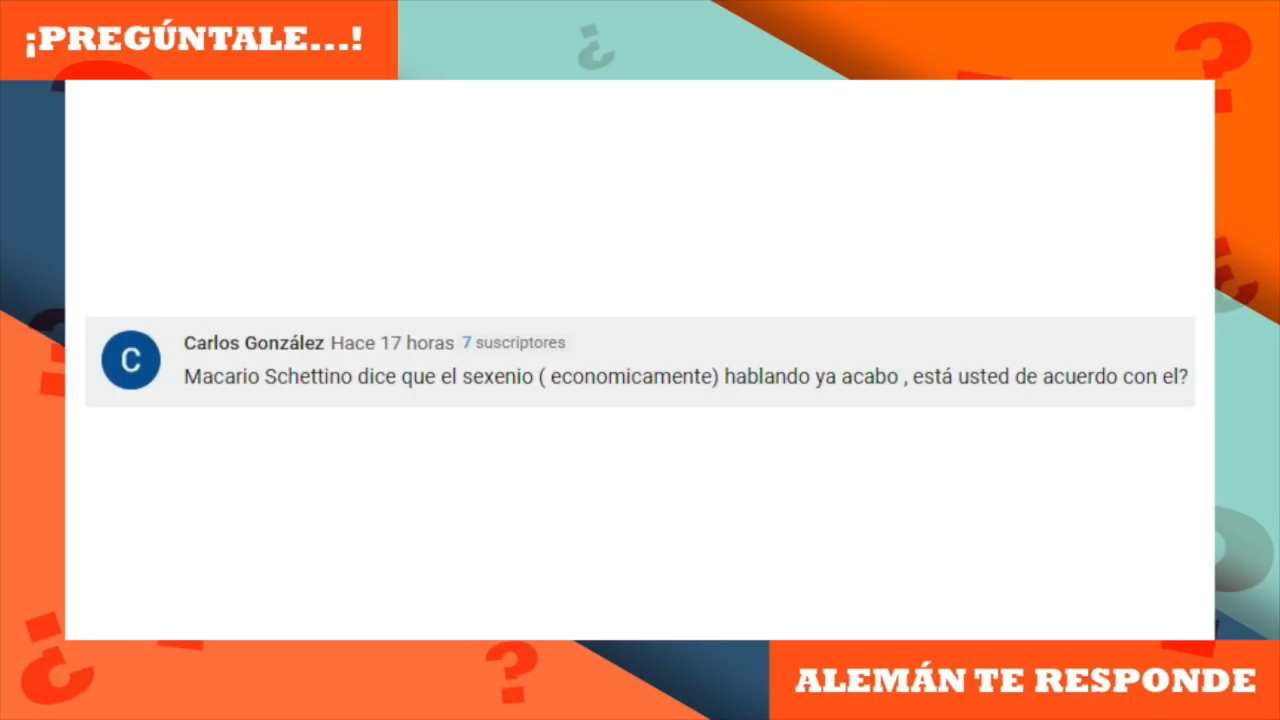 ¡PREGÚNTALE...!
C
Carlos González Hace 17 horas 7 suscriptores
Macario Schettino dice que el sexenio ( economicamente) hablando ya acabo , está usted de acuerdo con el?
ALEMÁN TE RESPONDE